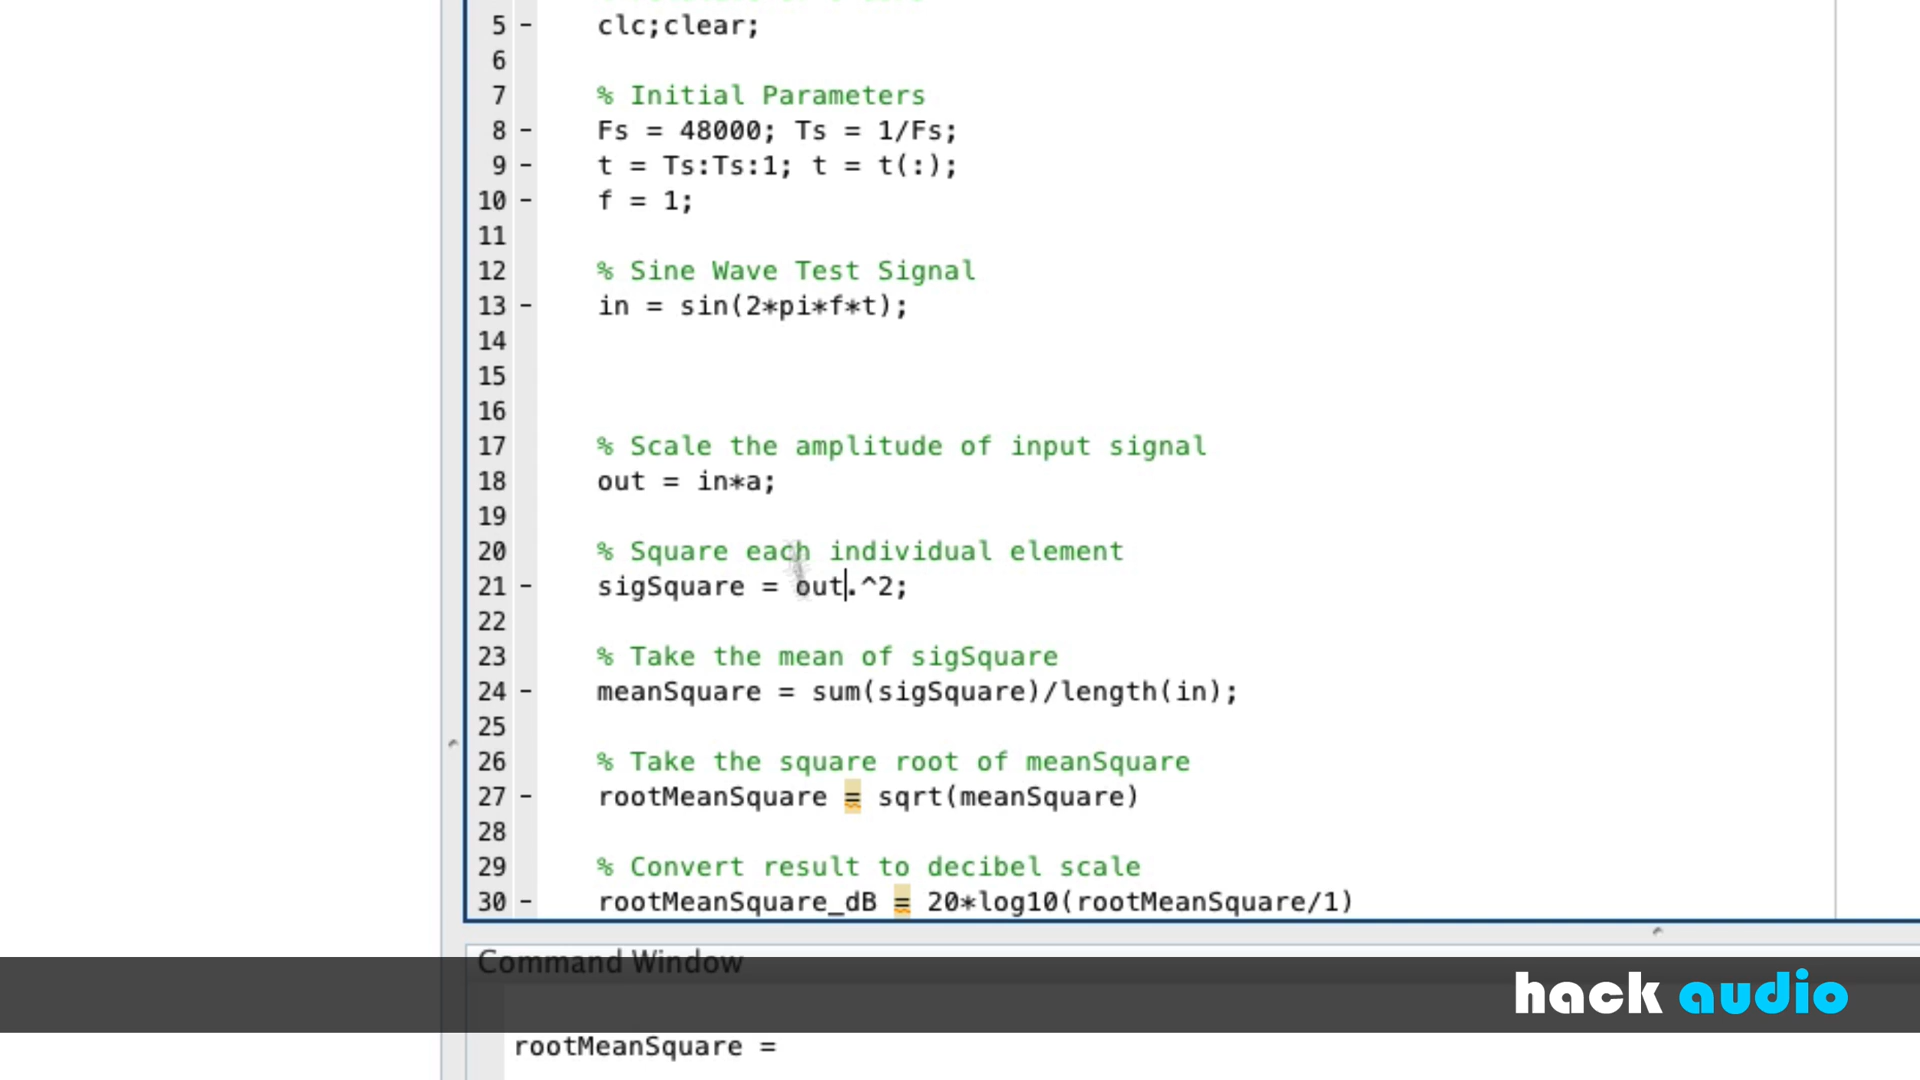 5 - clc;clear;
6
7 % Initial Parameters
8 - Fs = 48000; Ts = 1/Fs;
9 - t = Ts:Ts:1; t = t(:);
10 - f = 1;
11
12 % Sine Wave Test Signal
13 - in = sin(2*pi*f*t);
14
15
16
17 % Scale the amplitude of input signal
18 out = in*a;
19
20 % Square each individual element
21 - sigSquare = out.^2;
22
23 % Take the mean of sigSquare
24 - meanSquare = sum(sigSquare)/length(in);
25
26 % Take the square root of meanSquare
27 - rootMeanSquare = sqrt(meanSquare)
28
29 % Convert result to decibel scale
30 - rootMeanSquare_dB = 20*log10(rootMeanSquare/1)
Command Window
hack audio
rootMeanSquare =